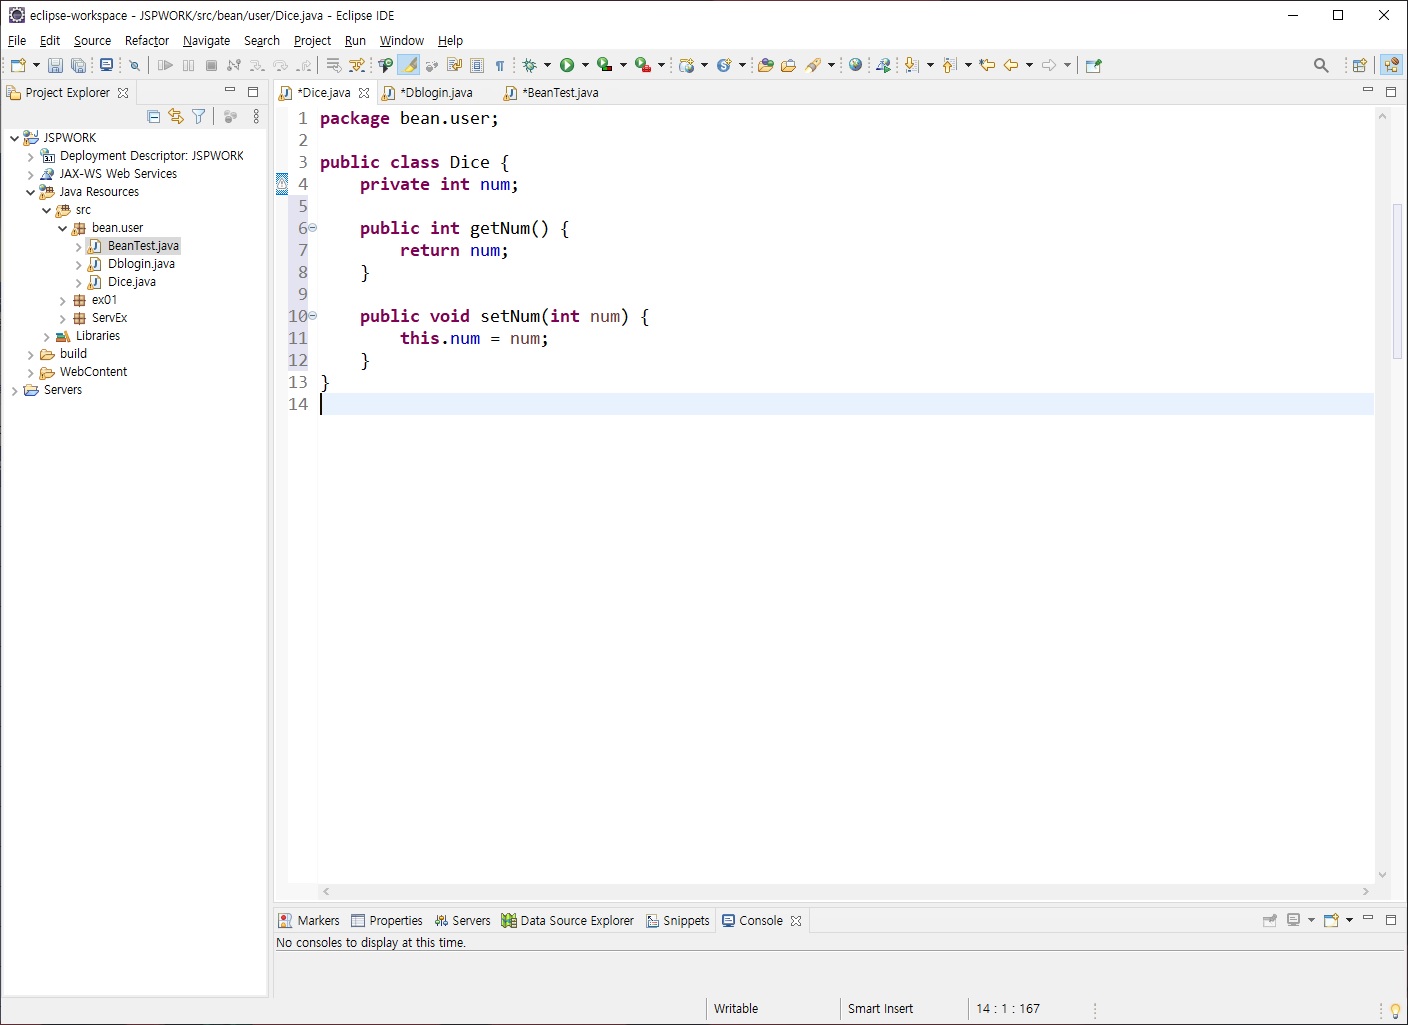 eclipse-workspace - JSPWORK/src/bean/user/Dice.java - Eclipse IDE
File Edit Source Refactor Navigate Search Project Run Window Help
Project Explorer
*Dice.java *Dblogin.java *BeanTest.java
JSPWORK
3.1 Deployment Descriptor: JSPWORK
JAX-WS Web Services
Java Resources
src
bean.user
BeanTest.java
Dblogin.java
Dice.java
ex01
ServEx
Libraries
build
WebContent
Servers
1 package bean.user;
2
3 public class Dice {
4 private int num;
5
6 public int getNum() {
7 return num;
8 }
9
10 public void setNum(int num) {
11 this.num = num;
12 }
13 }
14
Markers Properties Servers Data Source Explorer Snippets Console
No consoles to display at this time.
Writable Smart Insert 14 : 1 : 167